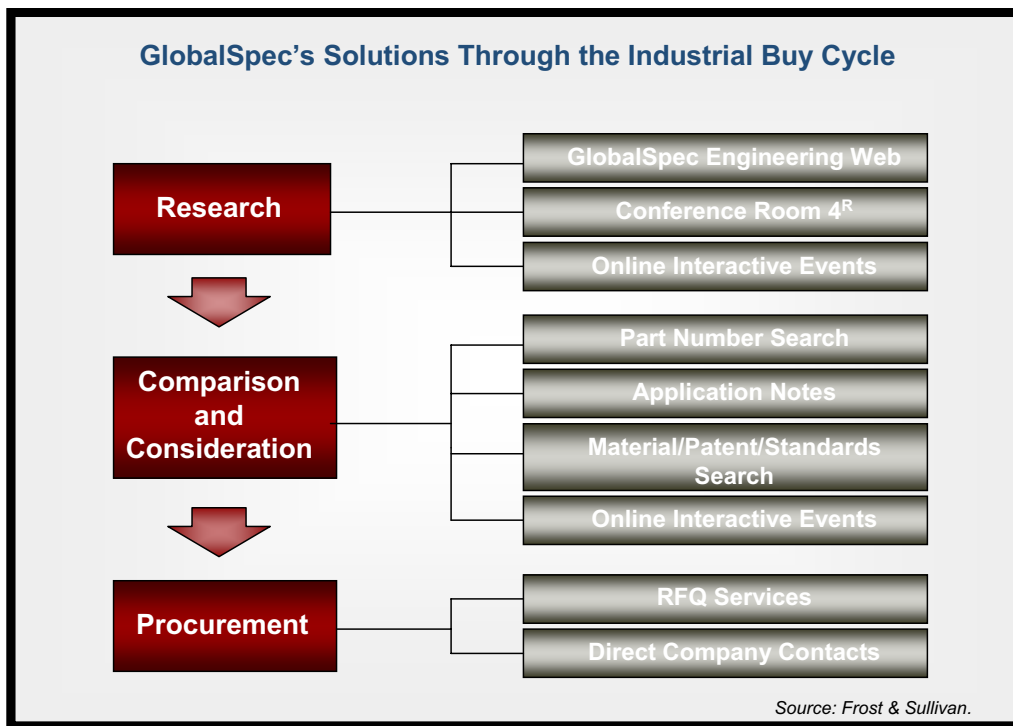 GlobalSpec's Solutions Through the Industrial Buy Cycle
Research
GlobalSpec Engineering Web
Conference Room 4R
Online Interactive Events
Comparison
and
Consideration
Part Number Search
Application Notes
Material/Patent/Standards
Search
Online Interactive Events
Procurement
RFQ Services
Direct Company Contacts
Source: Frost & Sullivan.